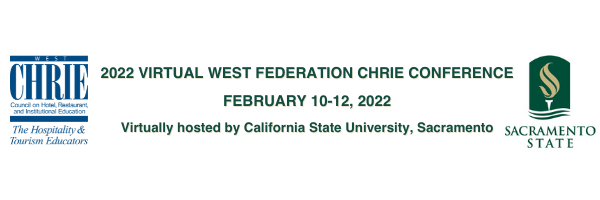 WEST
CHRIE
Council on Hotel, Restaurant,
and Institutional Education
The Hospitality &
Tourism Educators
2022 VIRTUAL WEST FEDERATION CHRIE CONFERENCE
FEBRUARY 10-12, 2022
Virtually hosted by California State University, Sacramento
SACRAMENTO
STATE